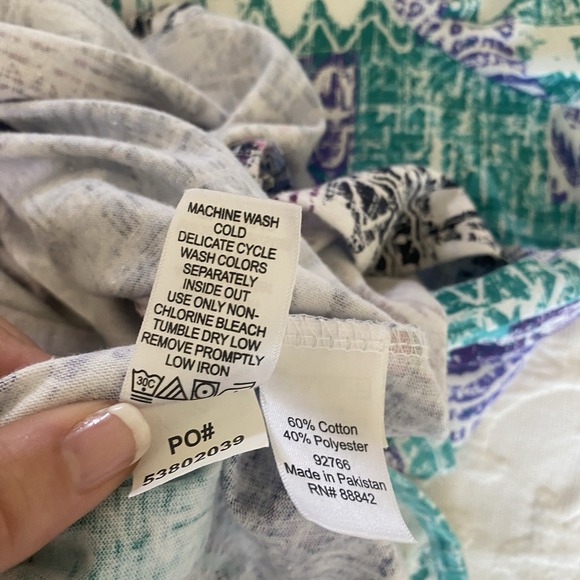 MACHINE WASH
COLD
DELICATE CYCLE
WASH COLORS
SEPARATELY
INSIDE OUT
USE ONLY NON-
CHLORINE BLEACH
TUMBLE DRY LOW
REMOVE PROMPTLY
LOW IRON
30C
PO#
53802039
60% Cotton
40% Polyester
92766
Made in Pakistan
RN# 88842